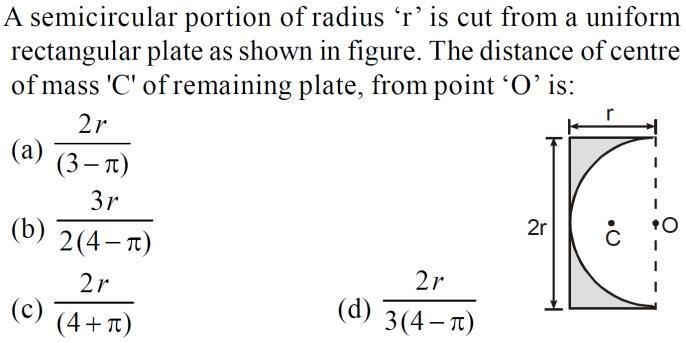 A semicircular portion of radius ‘r’ is cut from a uniform
rectangular plate as shown in figure. The distance of centre
of mass 'C' of remaining plate, from point ‘O’ is:
(a) 2r/(3−π)
(b) 3r/2(4−π)
(c) 2r/(4+π)
(d) 2r/3(4−π)
r
2r
C
O